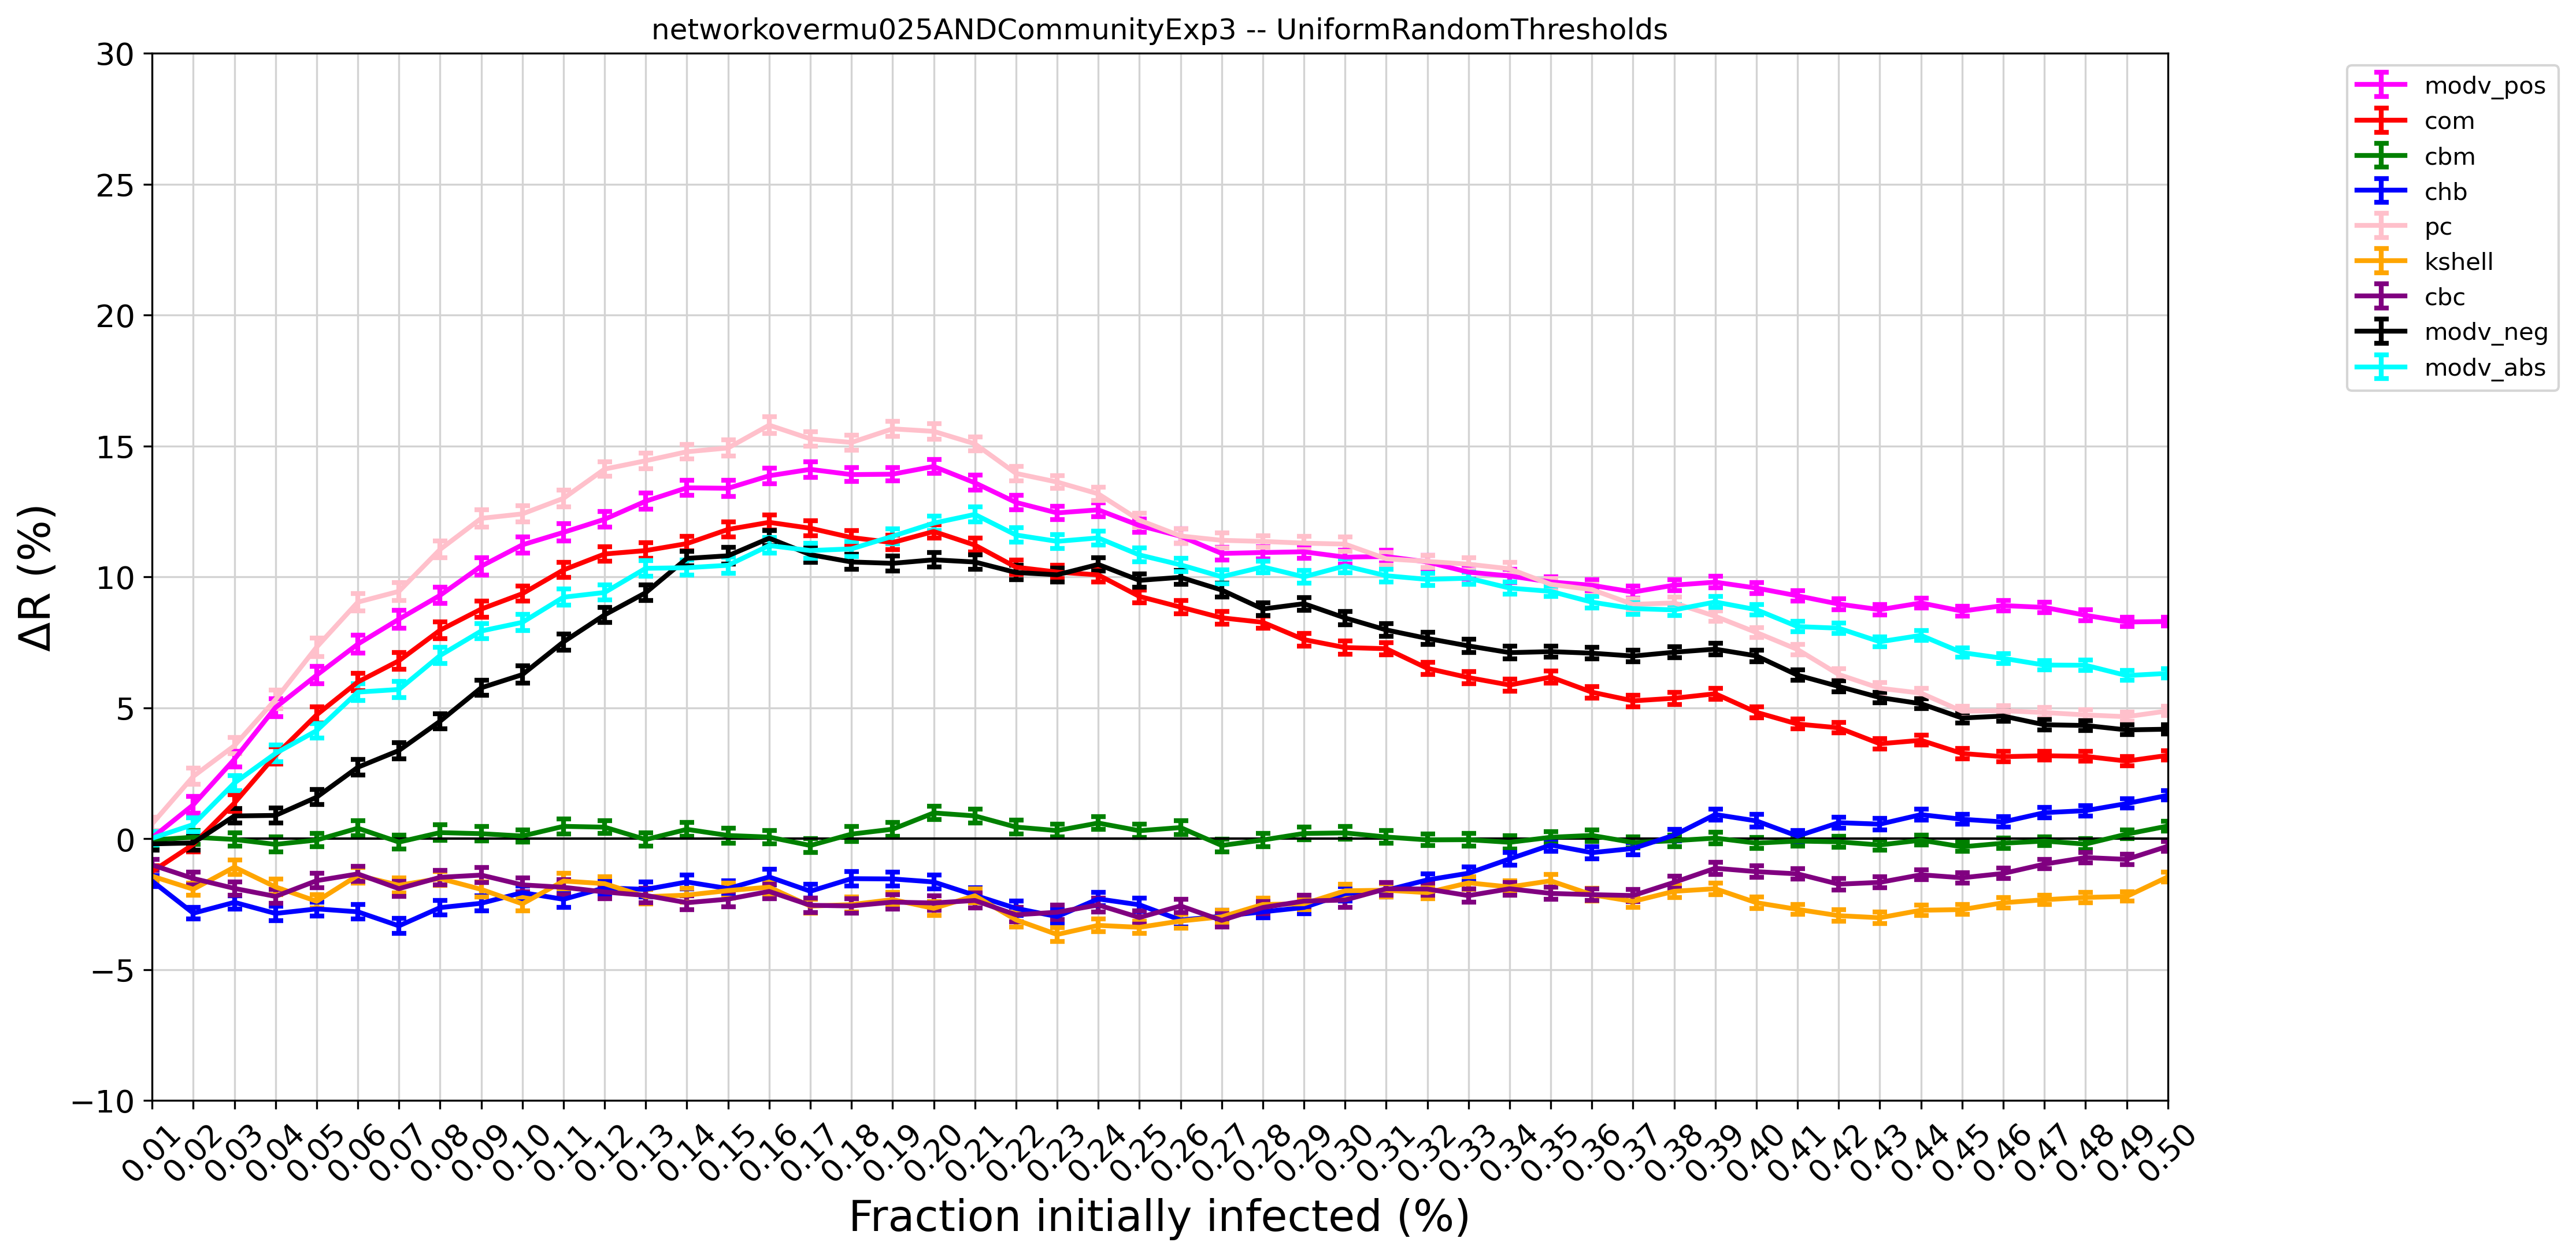 networkovermu025ANDCommunityExp3 -- UniformRandomThresholds
30
25
20
15
10
5
0
−5
−10
ΔR (%)
modv_pos
com
cbm
chb
pc
kshell
cbc
modv_neg
modv_abs
0.01 0.02 0.03 0.04 0.05 0.06 0.07 0.08 0.09 0.10 0.11 0.12 0.13 0.14 0.15 0.16 0.17 0.18 0.19 0.20 0.21 0.22 0.23 0.24 0.25 0.26 0.27 0.28 0.29 0.30 0.31 0.32 0.33 0.34 0.35 0.36 0.37 0.38 0.39 0.40 0.41 0.42 0.43 0.44 0.45 0.46 0.47 0.48 0.49 0.50
Fraction initially infected (%)